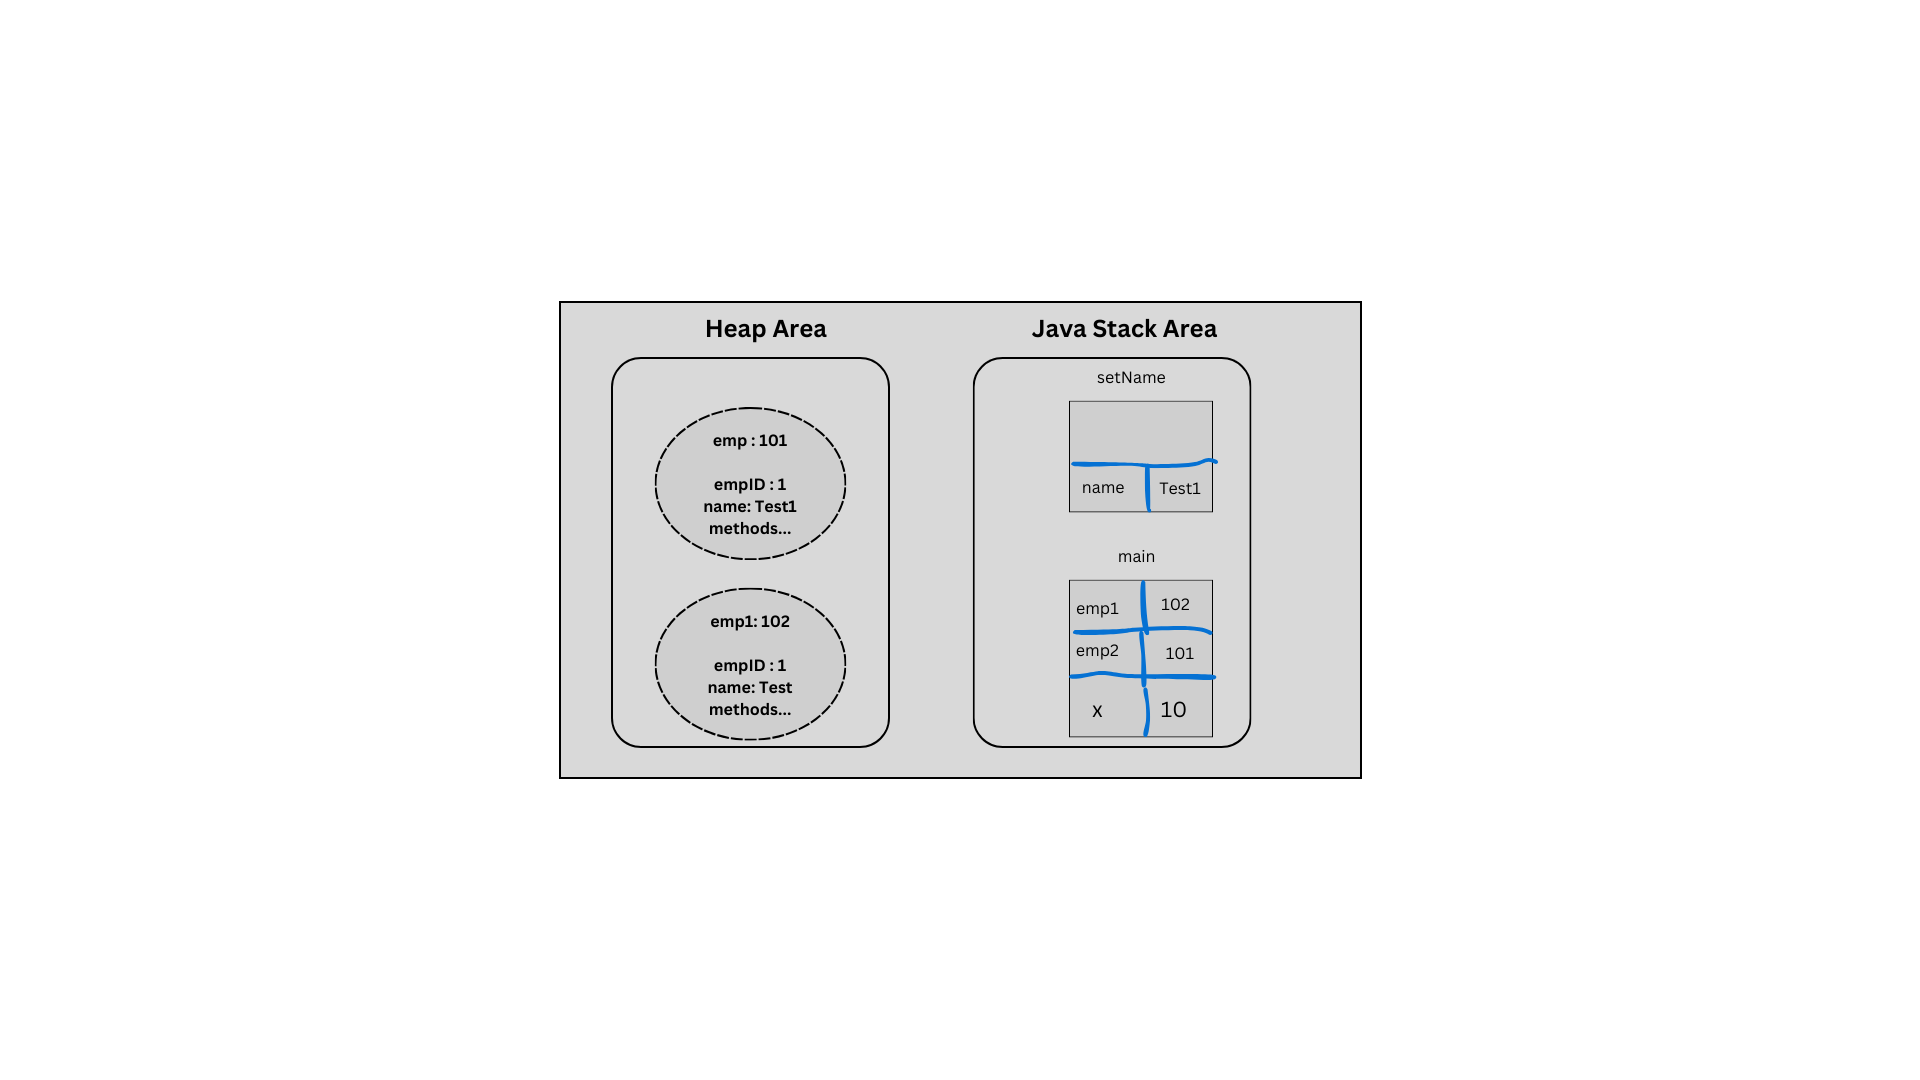 Heap Area
emp : 101
empID : 1
name: Test1
methods...
emp1: 102
empID : 1
name: Test
methods...
Java Stack Area
setName
name Test1
main
emp1 102
emp2 101
x 10